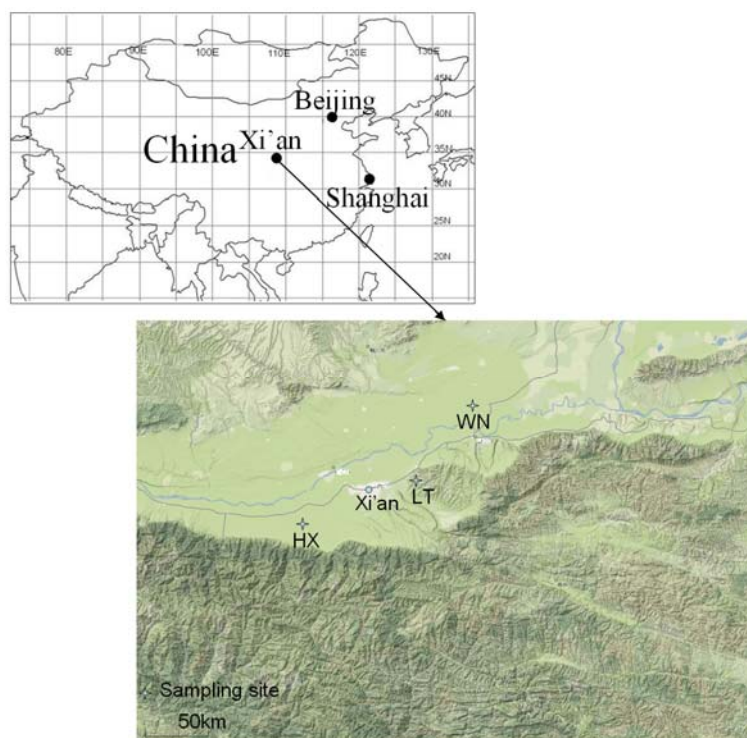 80E 90E 100E 110E 120E 130E
45N
Beijing
40N
China Xi'an
35N
30N
Shanghai
25N
20N
WN
Xi'an LT
HX
Sampling site
50km